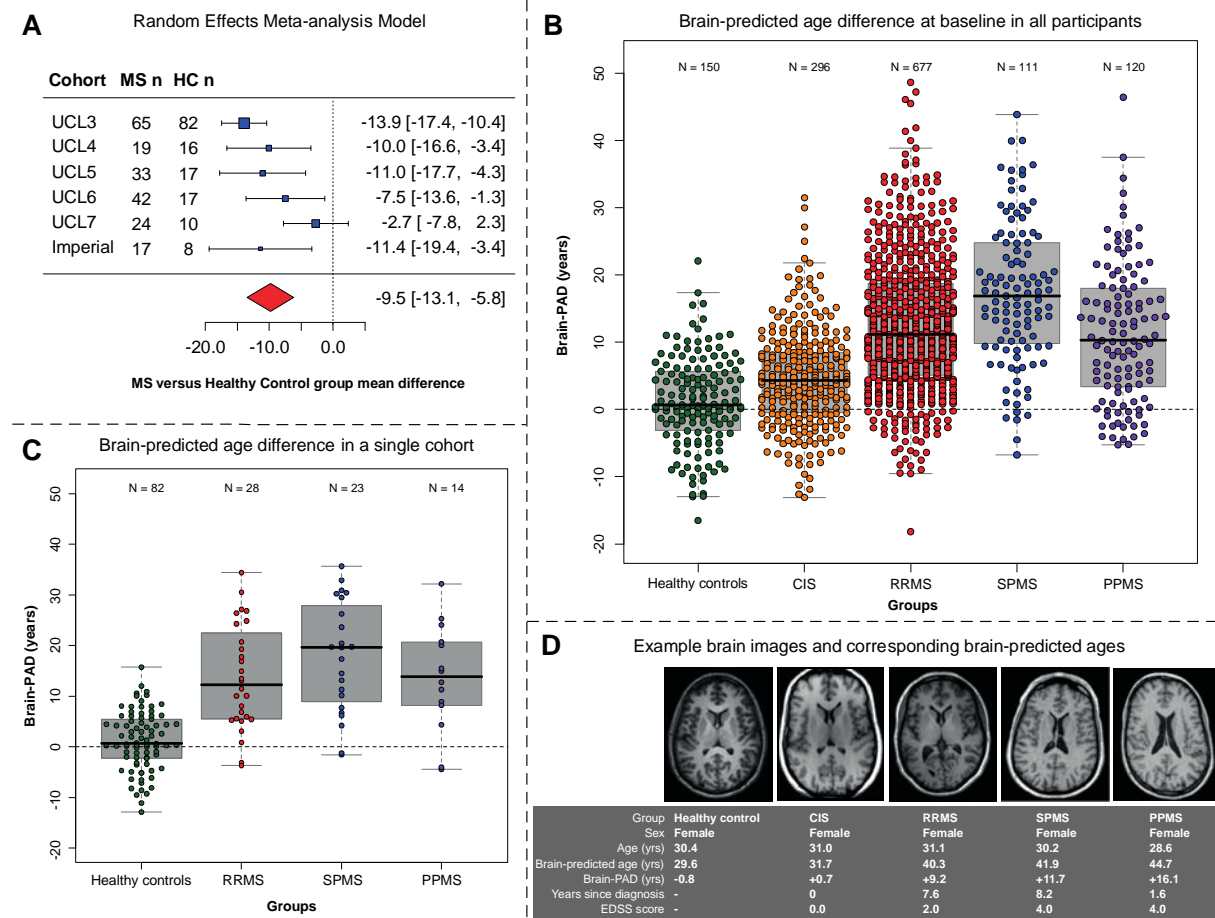 A
Random Effects Meta-analysis Model
Cohort MS n HC n
UCL3 65 82 -13.9 [-17.4, -10.4]
UCL4 19 16 -10.0 [-16.6, -3.4]
UCL5 33 17 -11.0 [-17.7, -4.3]
UCL6 42 17 -7.5 [-13.6, -1.3]
UCL7 24 10 -2.7 [ -7.8, 2.3]
Imperial 17 8 -11.4 [-19.4, -3.4]
-9.5 [-13.1, -5.8]
-20.0 -10.0 0.0
MS versus Healthy Control group mean difference
B
Brain-predicted age difference at baseline in all participants
N = 150 N = 296 N = 677 N = 111 N = 120
50
40
30
20
10
0
-10
-20
Brain-PAD (years)
Healthy controls CIS RRMS SPMS PPMS
Groups
C
Brain-predicted age difference in a single cohort
N = 82 N = 28 N = 23 N = 14
50
40
30
20
10
0
-10
-20
Brain-PAD (years)
Healthy controls RRMS SPMS PPMS
Groups
D
Example brain images and corresponding brain-predicted ages
Group Healthy control CIS RRMS SPMS PPMS
Sex Female Female Female Female Female
Age (yrs) 30.4 31.0 31.1 30.2 28.6
Brain-predicted age (yrs) 29.6 31.7 40.3 41.9 44.7
Brain-PAD (yrs) -0.8 +0.7 +9.2 +11.7 +16.1
Years since diagnosis - 0 7.6 8.2 1.6
EDSS score - 0.0 2.0 4.0 4.0